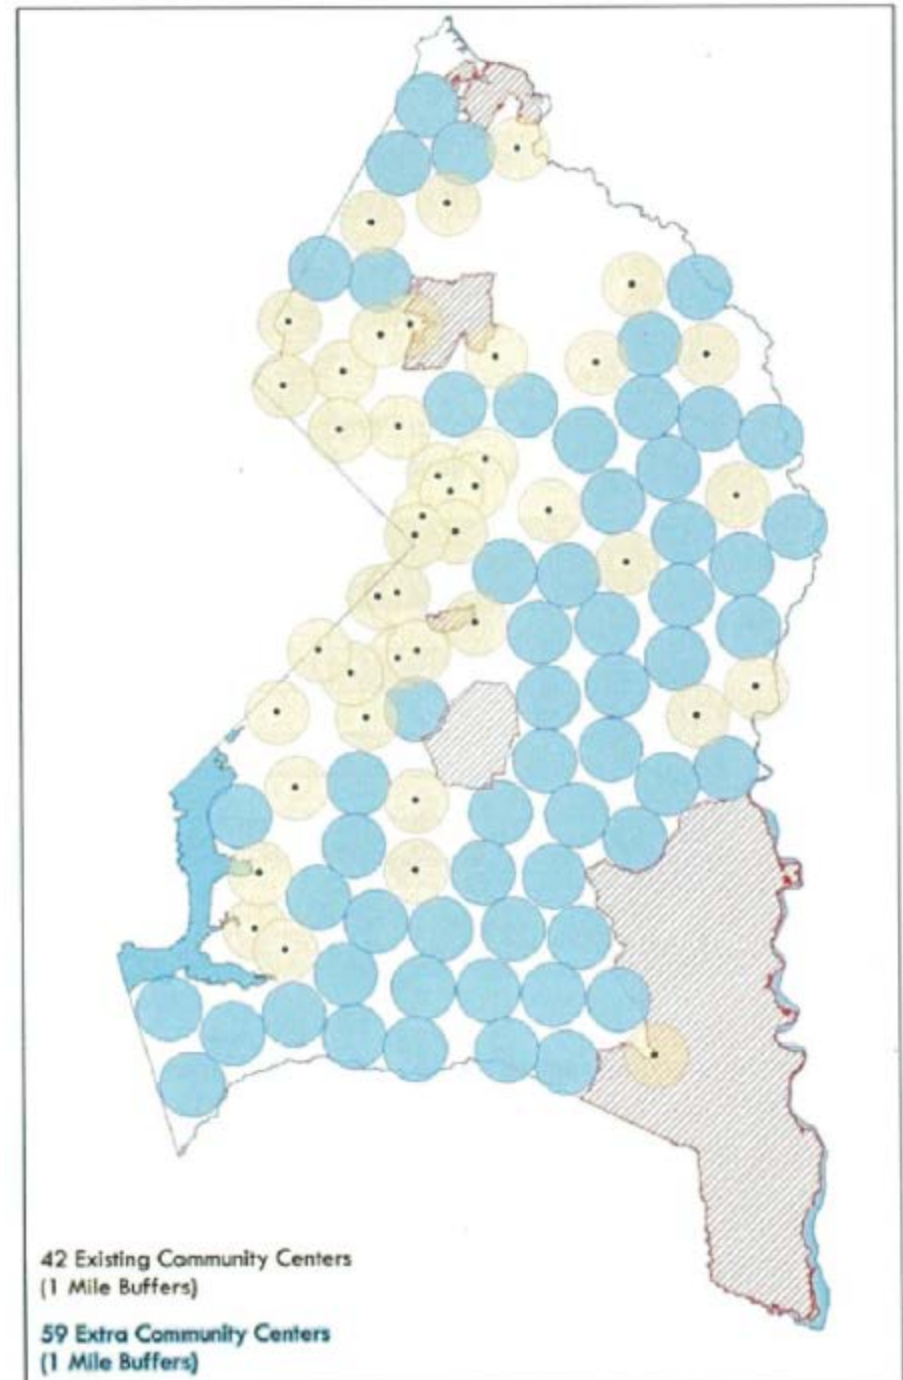 42 Existing Community Centers
(1 Mile Buffers)
59 Extra Community Centers
(1 Mile Buffers)